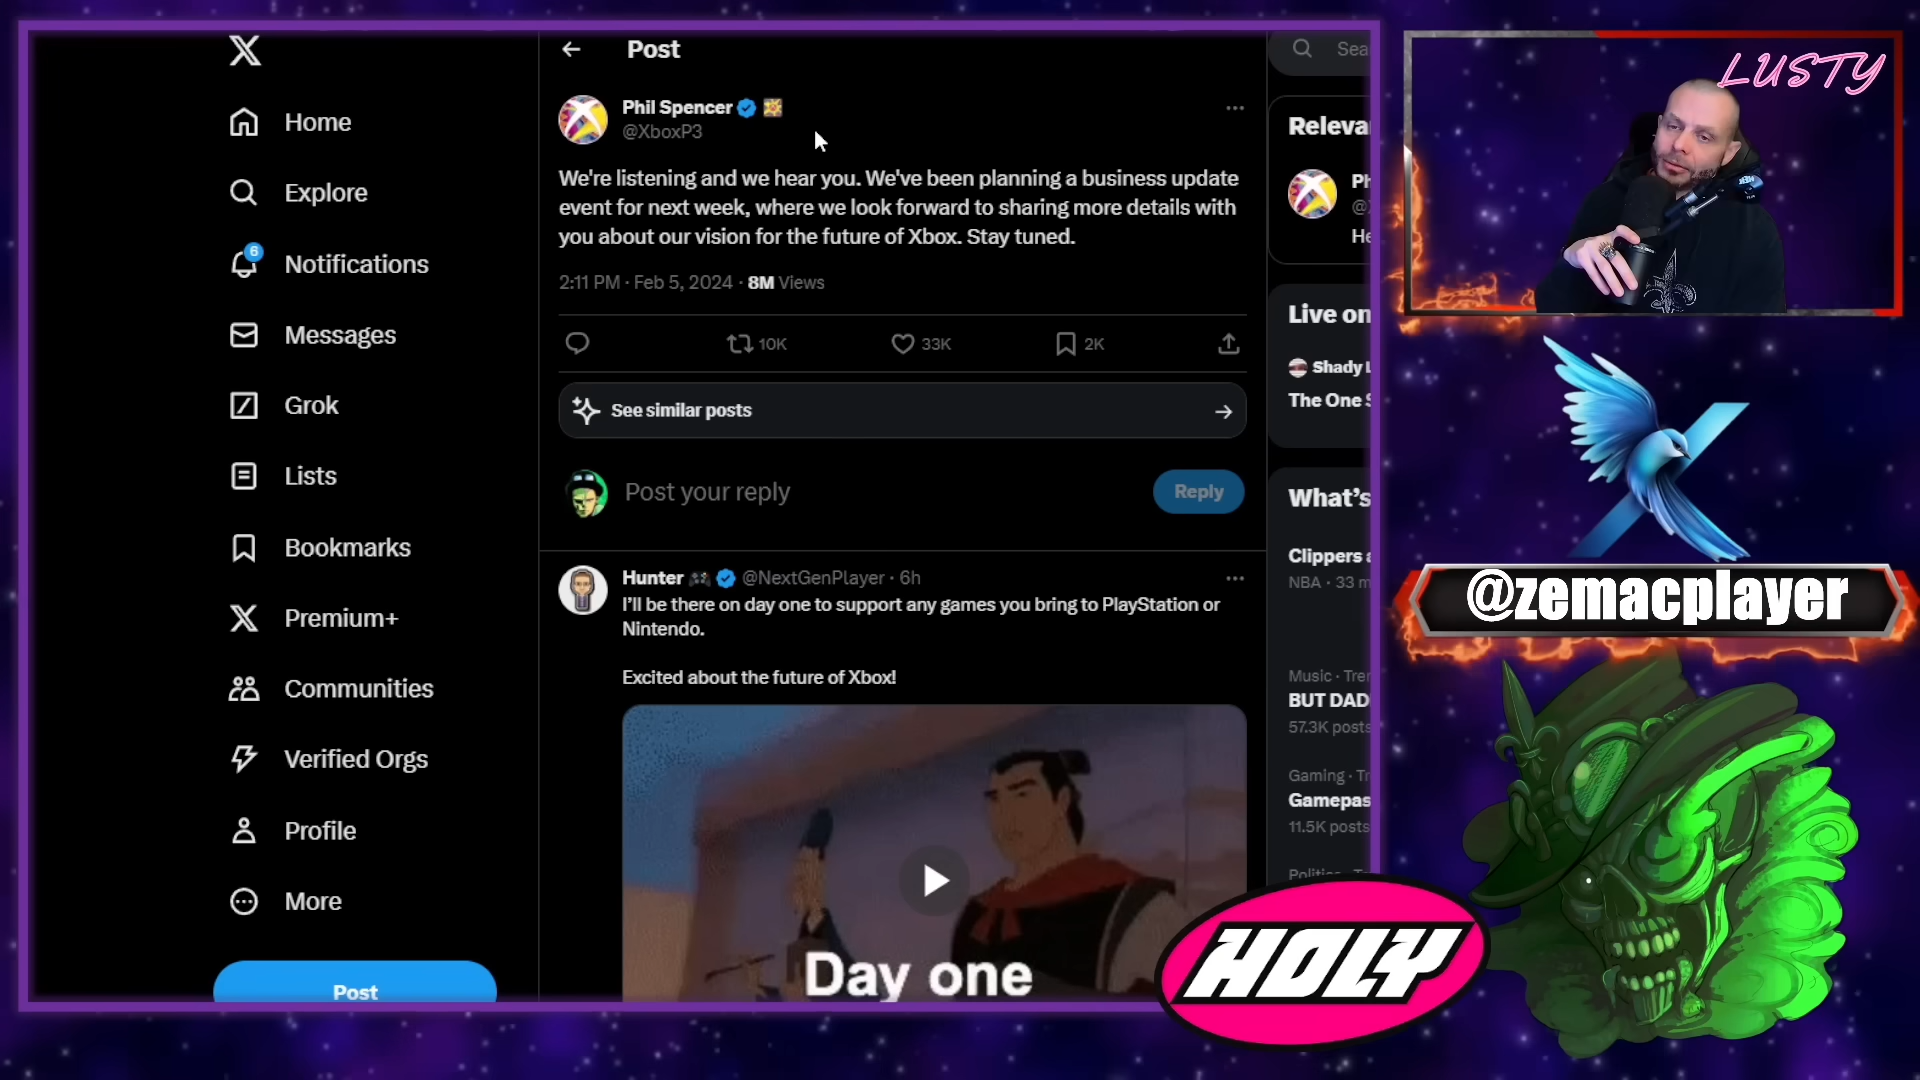 Home
Explore
6
Notifications
Messages
Grok
Lists
Bookmarks
Premium+
Communities
Verified Orgs
Profile
More
Post
Post
Phil Spencer
@XboxP3
We're listening and we hear you. We've been planning a business update
event for next week, where we look forward to sharing more details with
you about our vision for the future of Xbox. Stay tuned.
2:11 PM · Feb 5, 2024 · 8M Views
10K
33K
2K
See similar posts
Post your reply
Reply
Hunter @NextGenPlayer · 6h
I'll be there on day one to support any games you bring to PlayStation or
Nintendo.
Excited about the future of Xbox!
Day one
Sea
Releva
Ph
@
He
Live on
Shady
The One
What's
Clippers
NBA · 33 m
Music · Tre
BUT DAD
57.3K posts
Gaming · Tr
Gamepas
11.5K posts
LUSTY
@zemacplayer
HOLY